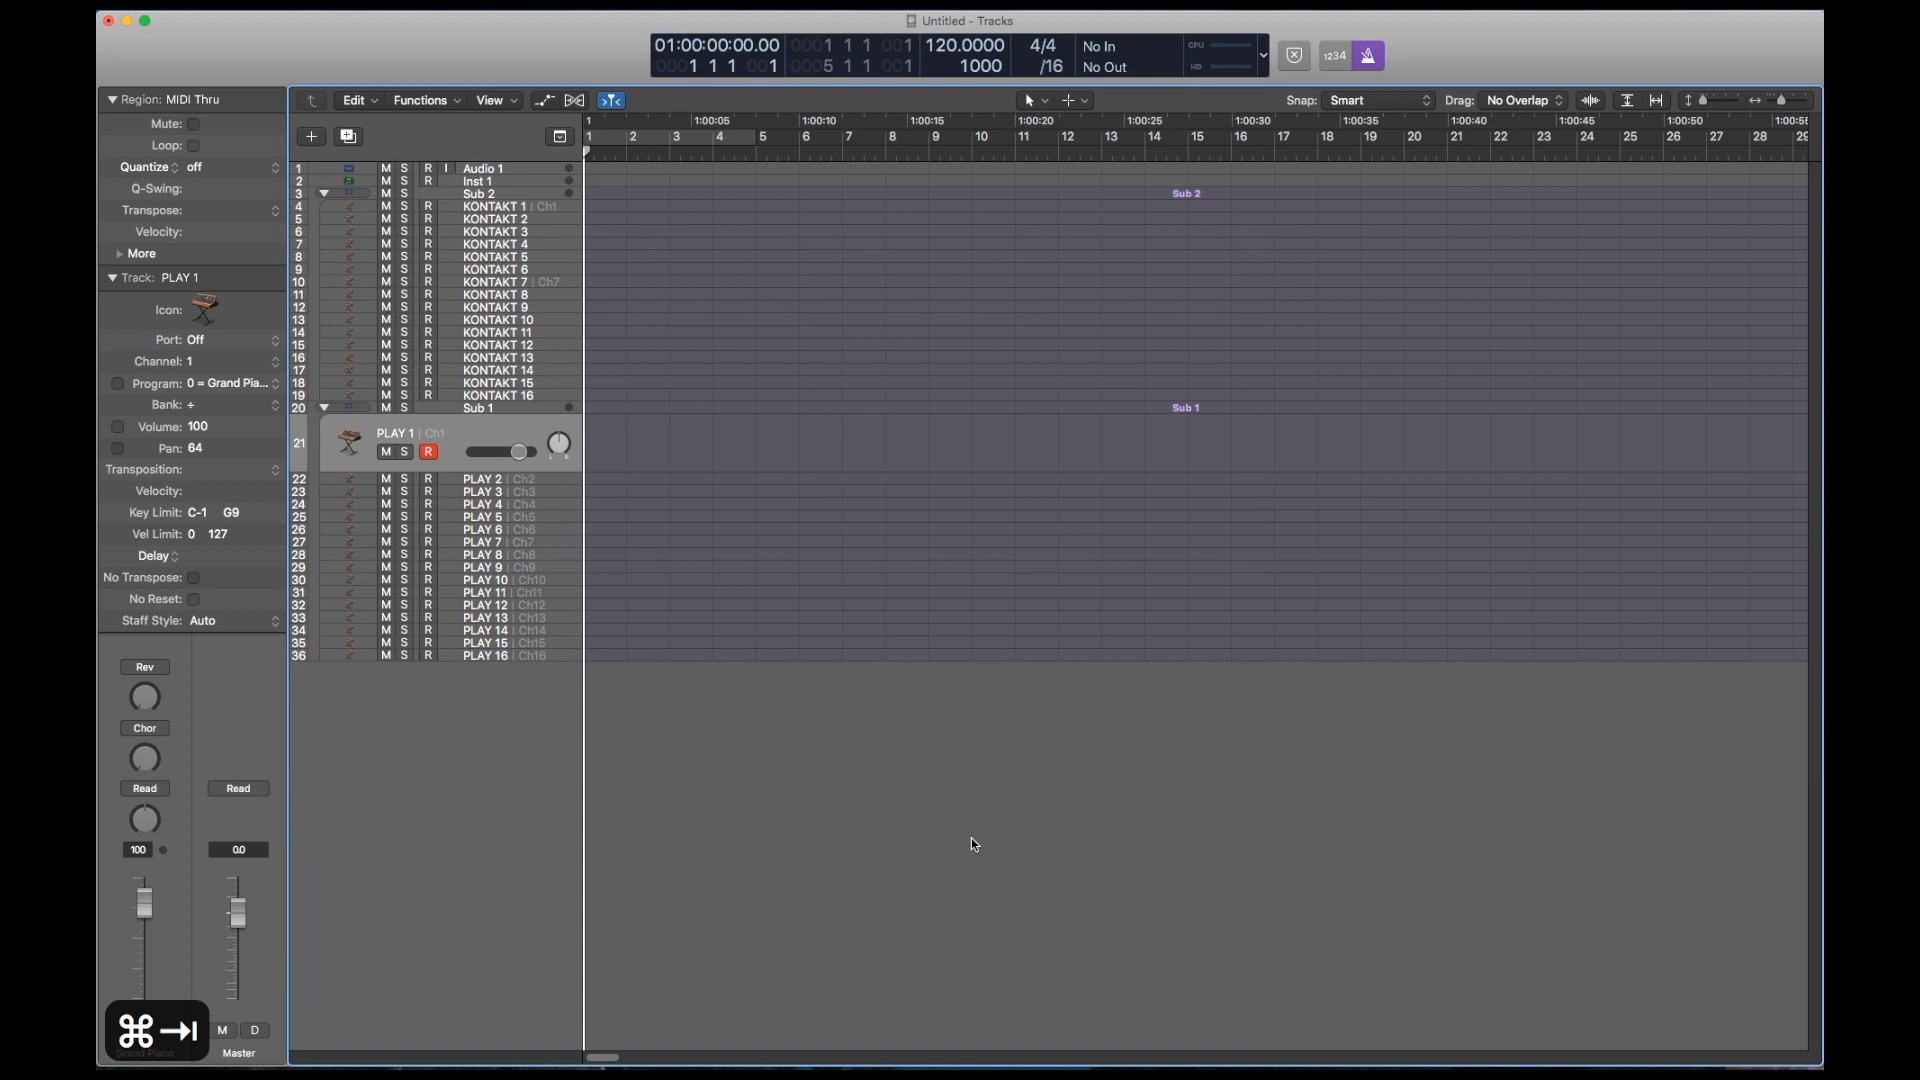 Untitled - Tracks
01:00:00:00.00 0001 1 1 001 120.0000 4/4 No In CPU
0001 1 1 001 0005 1 1 001 1000 /16 No Out HD
1234
Region: MIDI Thru
Mute:
Loop:
Quantize off
Q-Swing:
Transpose:
Velocity:
More
Track: PLAY 1
Icon:
Port: Off
Channel: 1
Program: 0 = Grand Pia...
Bank: ÷
Volume: 100
Pan: 64
Transposition:
Velocity:
Key Limit: C-1 G9
Vel Limit: 0 127
Delay
No Transpose:
No Reset:
Staff Style: Auto
Rev
Chor
Read Read
100 0.0
M D
Grand Piano Master
Edit Functions View Snap: Smart Drag: No Overlap
1 1:00:05 1:00:10 1:00:15 1:00:20 1:00:25 1:00:30 1:00:35 1:00:40 1:00:45 1:00:50 1:00:55
1 2 3 4 5 6 7 8 9 10 11 12 13 14 15 16 17 18 19 20 21 22 23 24 25 26 27 28 29
1 M S R I Audio 1
2 M S R Inst 1
3 M S Sub 2 Sub 2
4 M S R KONTAKT 1 | Ch1
5 M S R KONTAKT 2
6 M S R KONTAKT 3
7 M S R KONTAKT 4
8 M S R KONTAKT 5
9 M S R KONTAKT 6
10 M S R KONTAKT 7 | Ch7
11 M S R KONTAKT 8
12 M S R KONTAKT 9
13 M S R KONTAKT 10
14 M S R KONTAKT 11
15 M S R KONTAKT 12
16 M S R KONTAKT 13
17 M S R KONTAKT 14
18 M S R KONTAKT 15
19 M S R KONTAKT 16
20 M S Sub 1 Sub 1
PLAY 1 | Ch1
21 M S R L R
22 M S R PLAY 2 | Ch2
23 M S R PLAY 3 | Ch3
24 M S R PLAY 4 | Ch4
25 M S R PLAY 5 | Ch5
26 M S R PLAY 6 | Ch6
27 M S R PLAY 7 | Ch7
28 M S R PLAY 8 | Ch8
29 M S R PLAY 9 | Ch9
30 M S R PLAY 10 | Ch10
31 M S R PLAY 11 | Ch11
32 M S R PLAY 12 | Ch12
33 M S R PLAY 13 | Ch13
34 M S R PLAY 14 | Ch14
35 M S R PLAY 15 | Ch15
36 M S R PLAY 16 | Ch16
⌘⇥